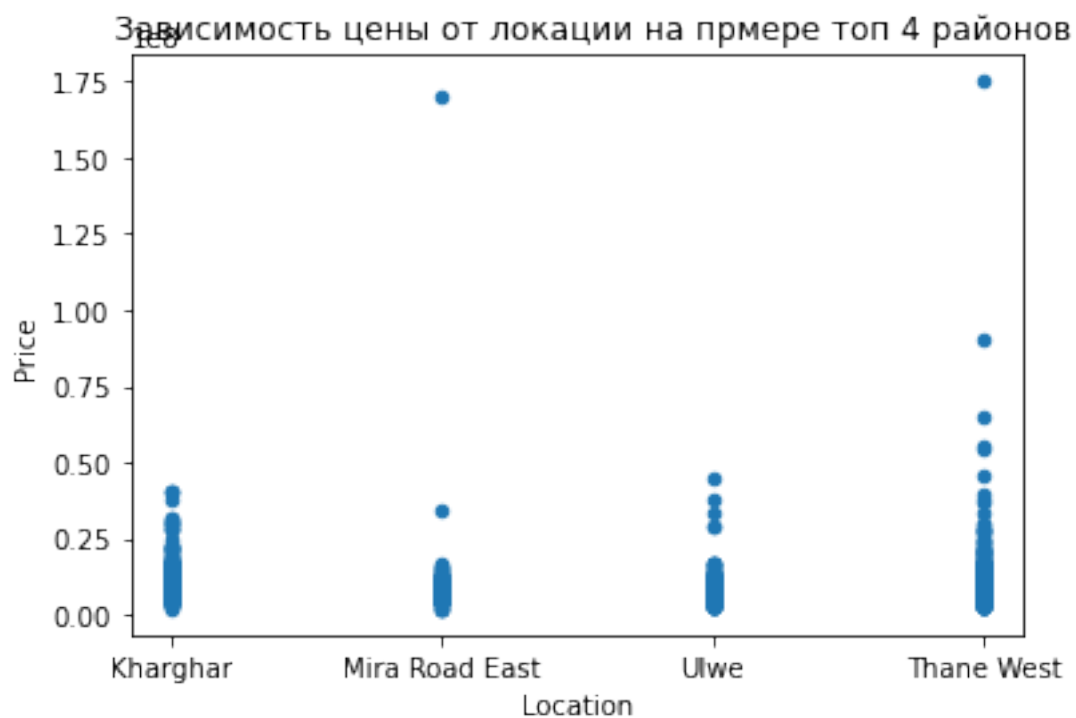 Зависимость цены от локации на прмере топ 4 районов
1e8
1.75
1.50
1.25
1.00
0.75
0.50
0.25
0.00
Price
Kharghar Mira Road East Ulwe Thane West
Location